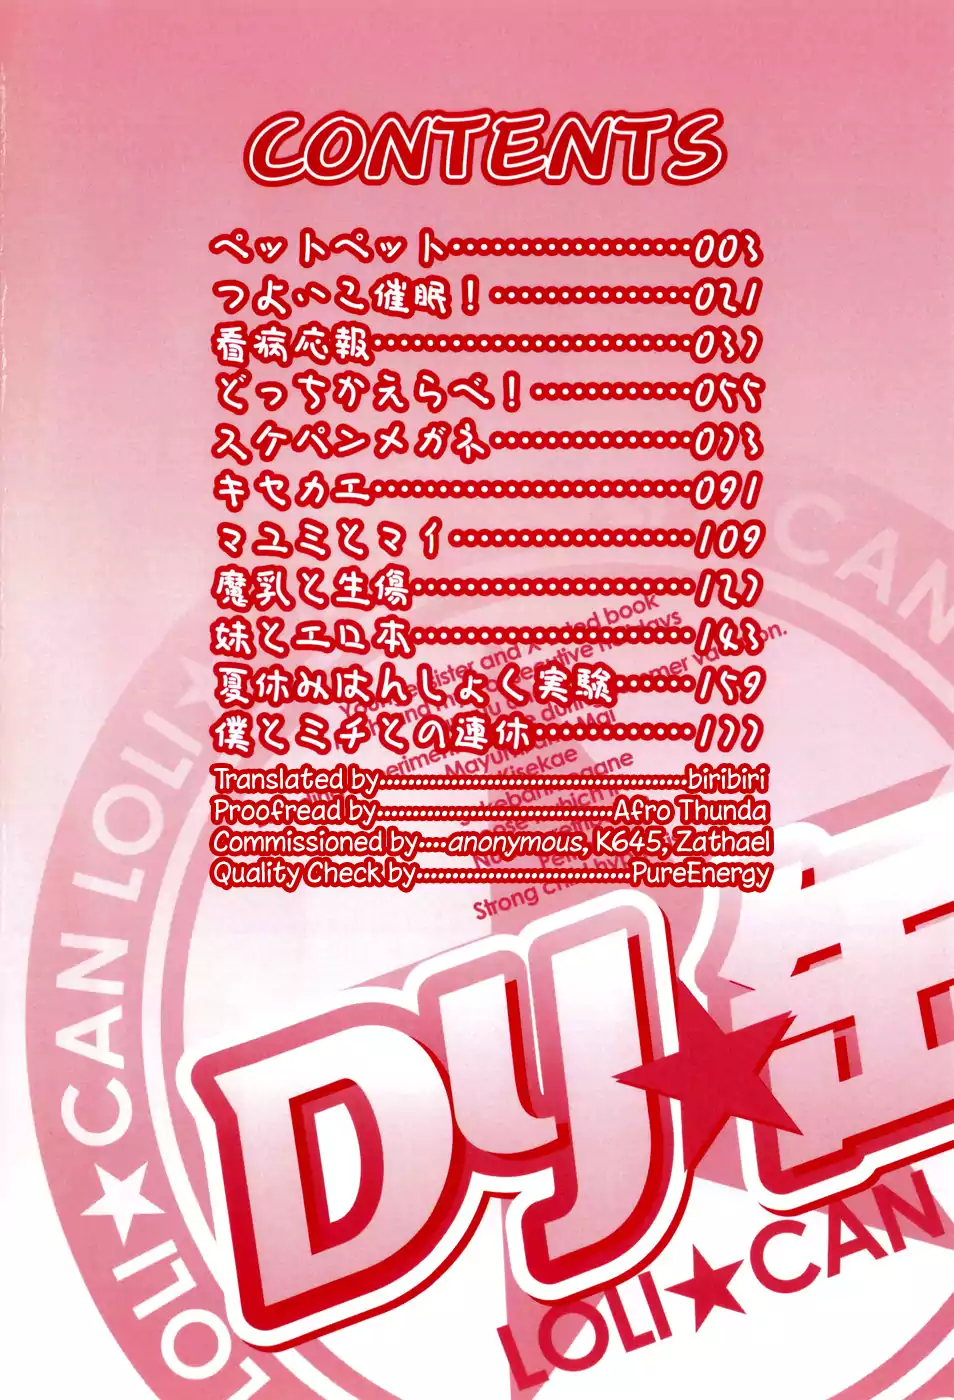 CONTENTS
ペットペット 003
つよいこ催眠！ 021
看病応報 037
どっちかえらべ！ 055
スケパンメガネ 073
キセカエ 091
マユミとマイ 109
魔乳と生傷 127
妹とエロ本 143
夏休みはんしょく実験 159
僕とミチとの連休 177
Translated by biribiri
Proofread by Afro Thunda
Commissioned by anonymous, K645, Zathael
Quality Check by PureEnergy
DY★缶
LOLI★CAN